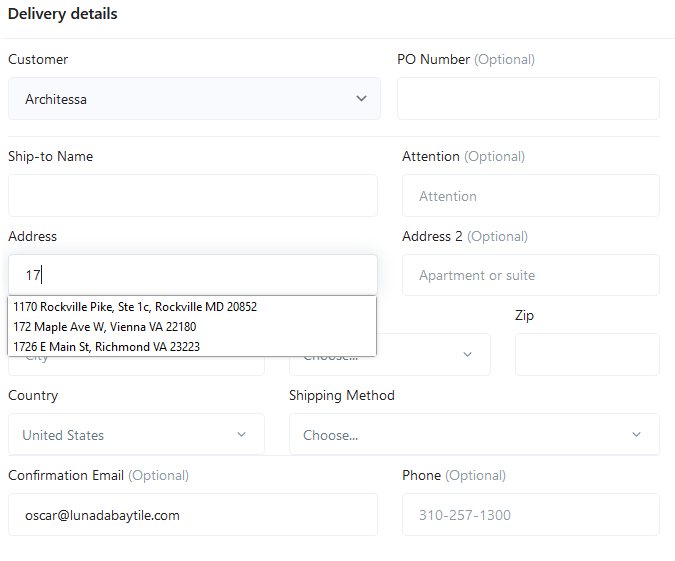 Delivery details
Customer PO Number (Optional)
Architessa
Ship-to Name Attention (Optional)
Attention
Address Address 2 (Optional)
17 Apartment or suite
1170 Rockville Pike, Ste 1c, Rockville MD 20852
172 Maple Ave W, Vienna VA 22180
1726 E Main St, Richmond VA 23223
Zip
City Choose...
Country Shipping Method
United States Choose...
Confirmation Email (Optional) Phone (Optional)
oscar@lunadabaytile.com 310-257-1300